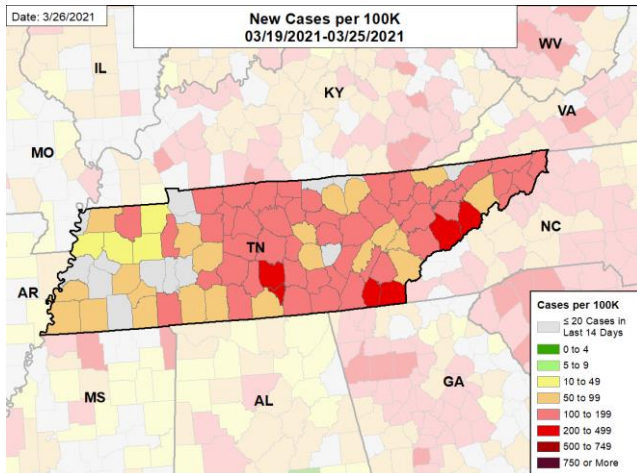 Date: 3/26/2021
New Cases per 100K
03/19/2021-03/25/2021
IL
WV
KY
VA
MO
TN
NC
AR
MS
AL
GA
Cases per 100K
≤ 20 Cases in
Last 14 Days
0 to 4
5 to 9
10 to 49
50 to 99
100 to 199
200 to 499
500 to 749
750 or More